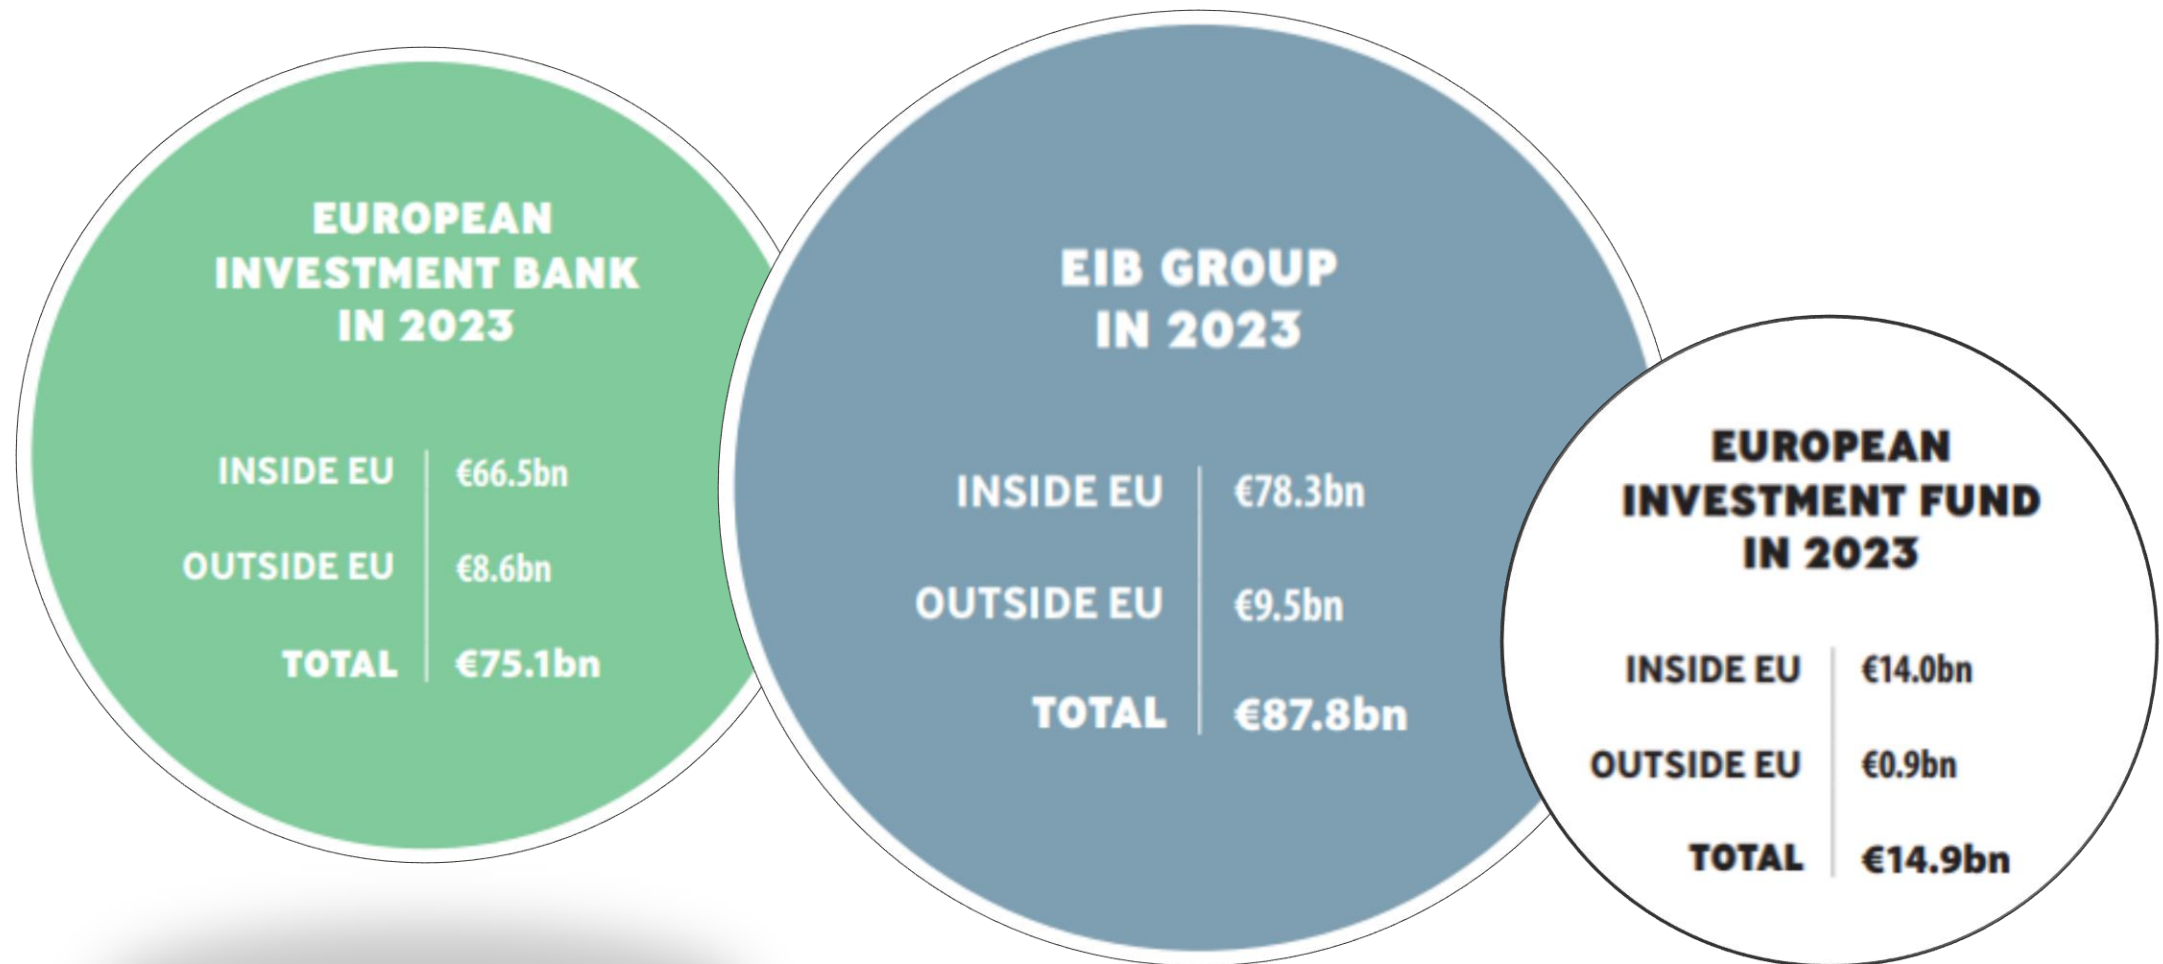 EUROPEAN
INVESTMENT BANK
IN 2023
INSIDE EU €66.5bn
OUTSIDE EU €8.6bn
TOTAL €75.1bn
EIB GROUP
IN 2023
INSIDE EU €78.3bn
OUTSIDE EU €9.5bn
TOTAL €87.8bn
EUROPEAN
INVESTMENT FUND
IN 2023
INSIDE EU €14.0bn
OUTSIDE EU €0.9bn
TOTAL €14.9bn